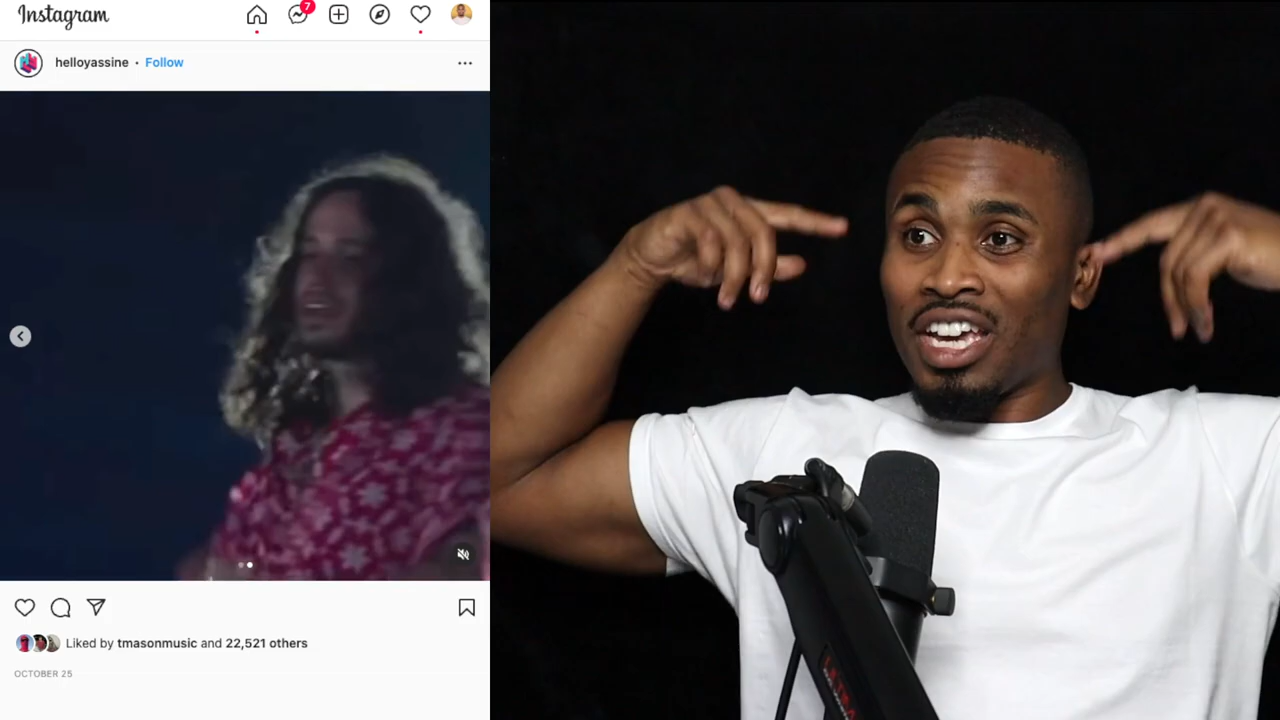 Instagram
7
helloyassine • Follow
Liked by tmasonmusic and 22,521 others
OCTOBER 25